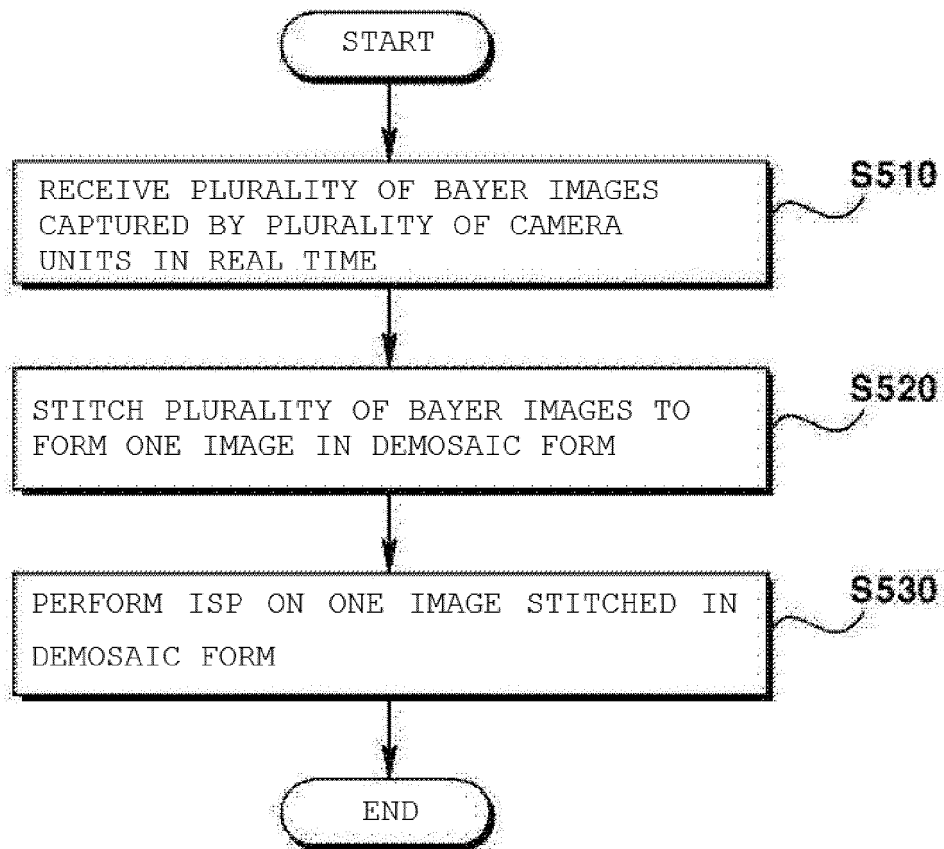 START
RECEIVE PLURALITY OF BAYER IMAGES
CAPTURED BY PLURALITY OF CAMERA
UNITS IN REAL TIME
S510
STITCH PLURALITY OF BAYER IMAGES TO
FORM ONE IMAGE IN DEMOSAIC FORM
S520
PERFORM ISP ON ONE IMAGE STITCHED IN
DEMOSAIC FORM
S530
END